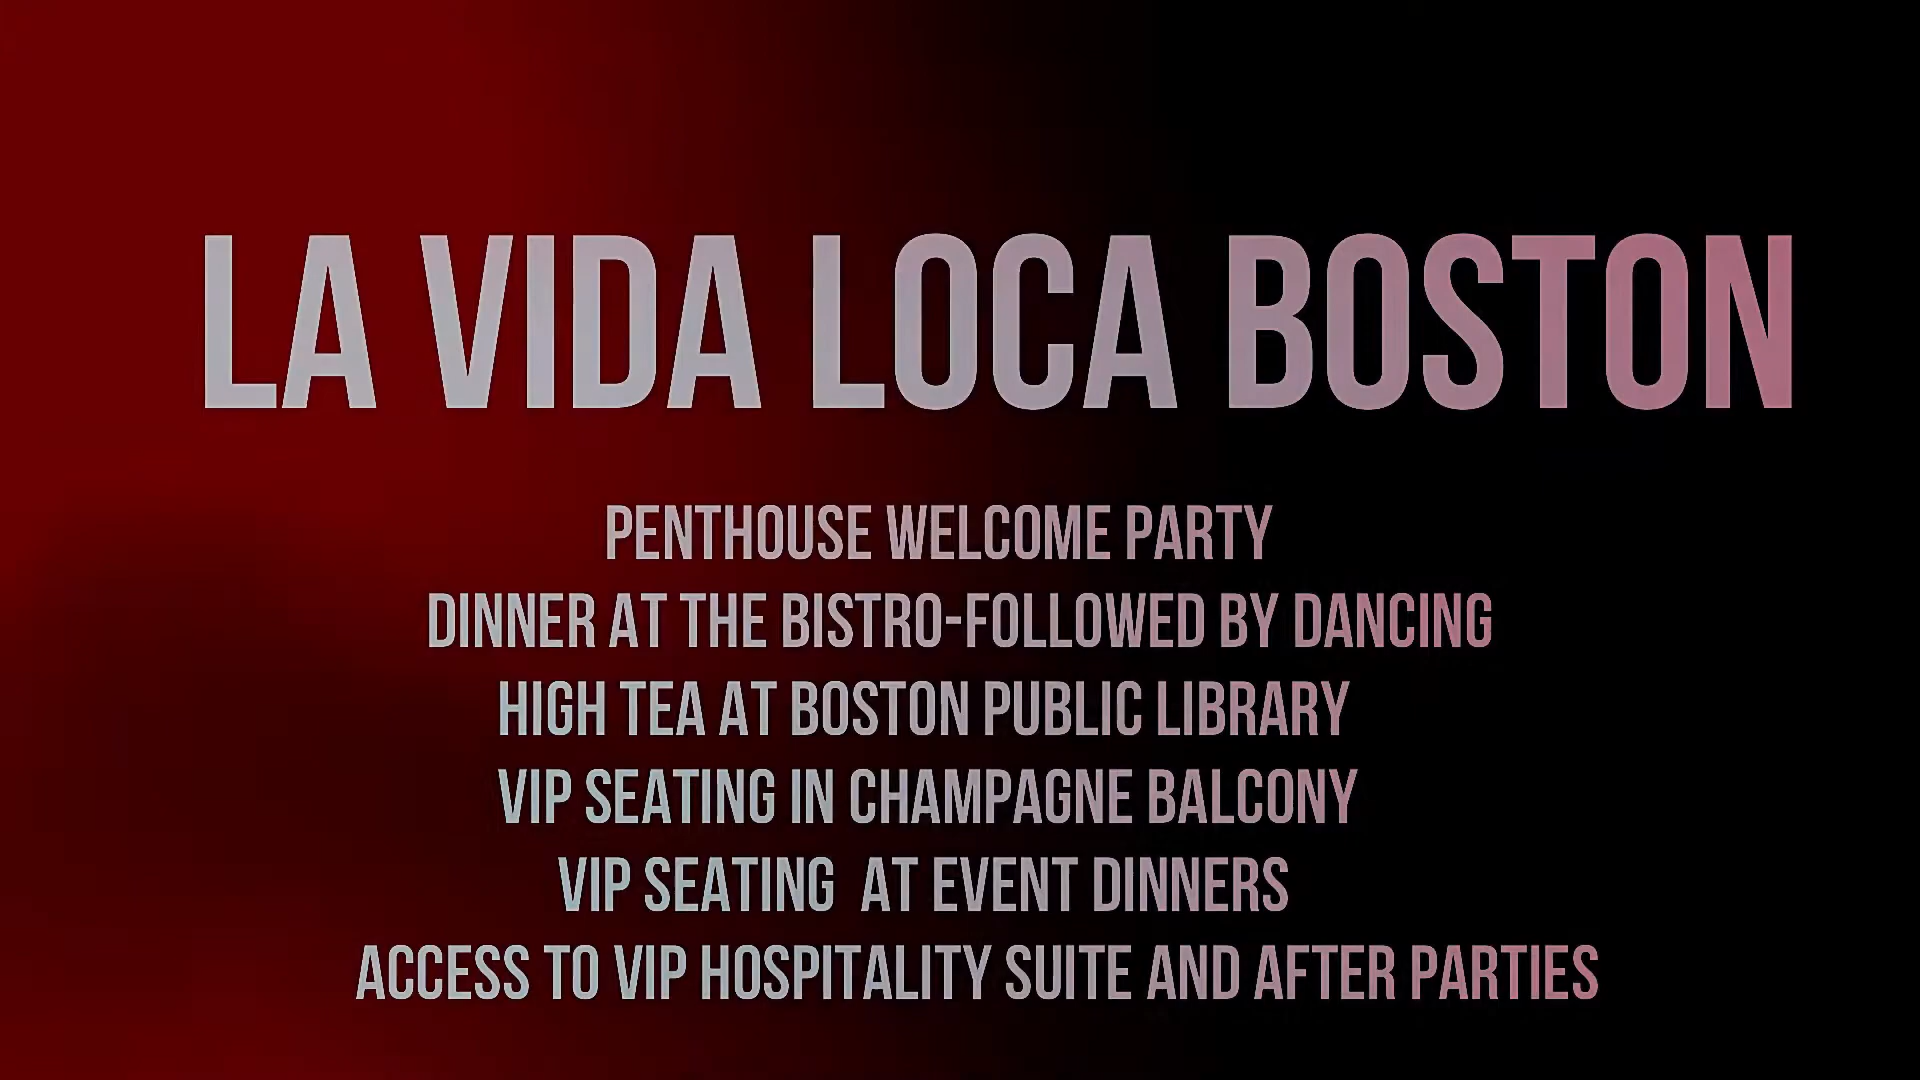 LA VIDA LOCA BOSTON
PENTHOUSE WELCOME PARTY
DINNER AT THE BISTRO-FOLLOWED BY DANCING
HIGH TEA AT BOSTON PUBLIC LIBRARY
VIP SEATING IN CHAMPAGNE BALCONY
VIP SEATING AT EVENT DINNERS
ACCESS TO VIP HOSPITALITY SUITE AND AFTER PARTIES